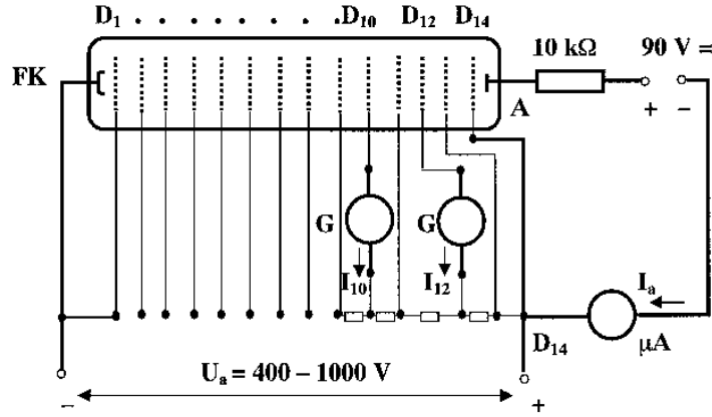 D1 . . . . . . . . D10 D12 D14
10 kΩ
90 V =
FK
A
+ −
G
G
I10
I12
Ia
D14
μA
Ua = 400 – 1000 V
−
+